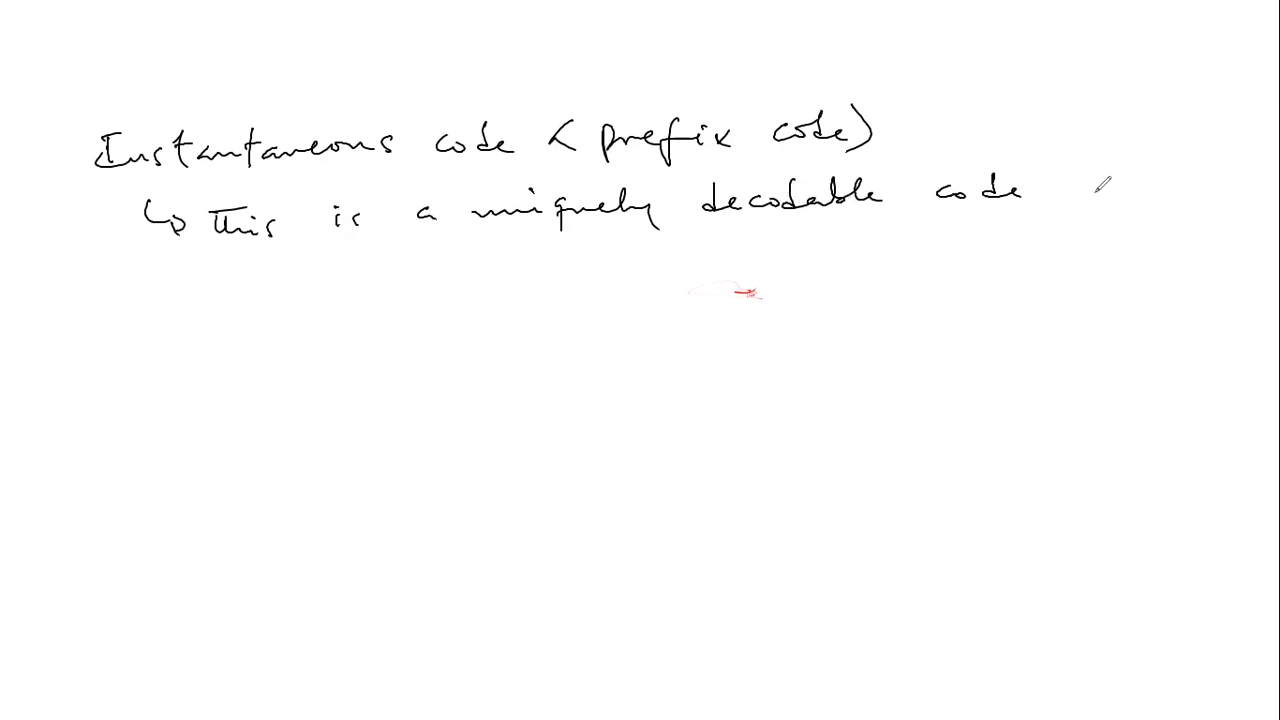 Instantaneous code (prefix code)
↳ This is a uniquely decodable code